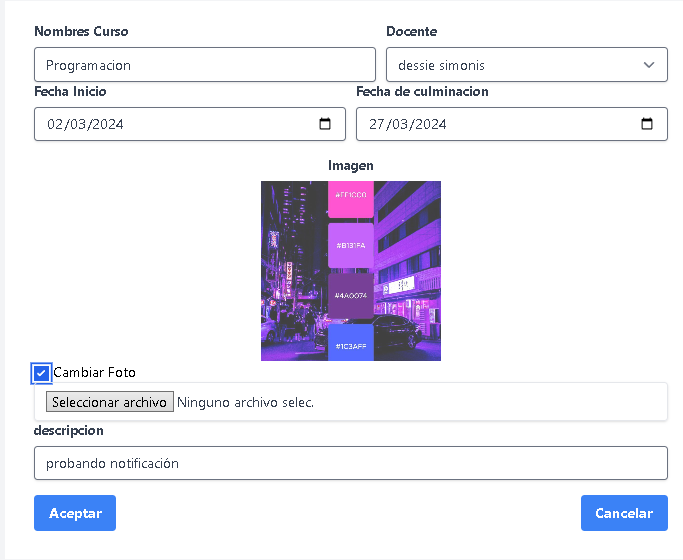 Nombres Curso
Docente
Programacion
dessie simonis
Fecha Inicio
Fecha de culminacion
02/03/2024
27/03/2024
Imagen
#FF1CC0
#B131FA
#4A0074
#1C3AFF
Cambiar Foto
Seleccionar archivo Ninguno archivo selec.
descripcion
probando notificación
Aceptar
Cancelar